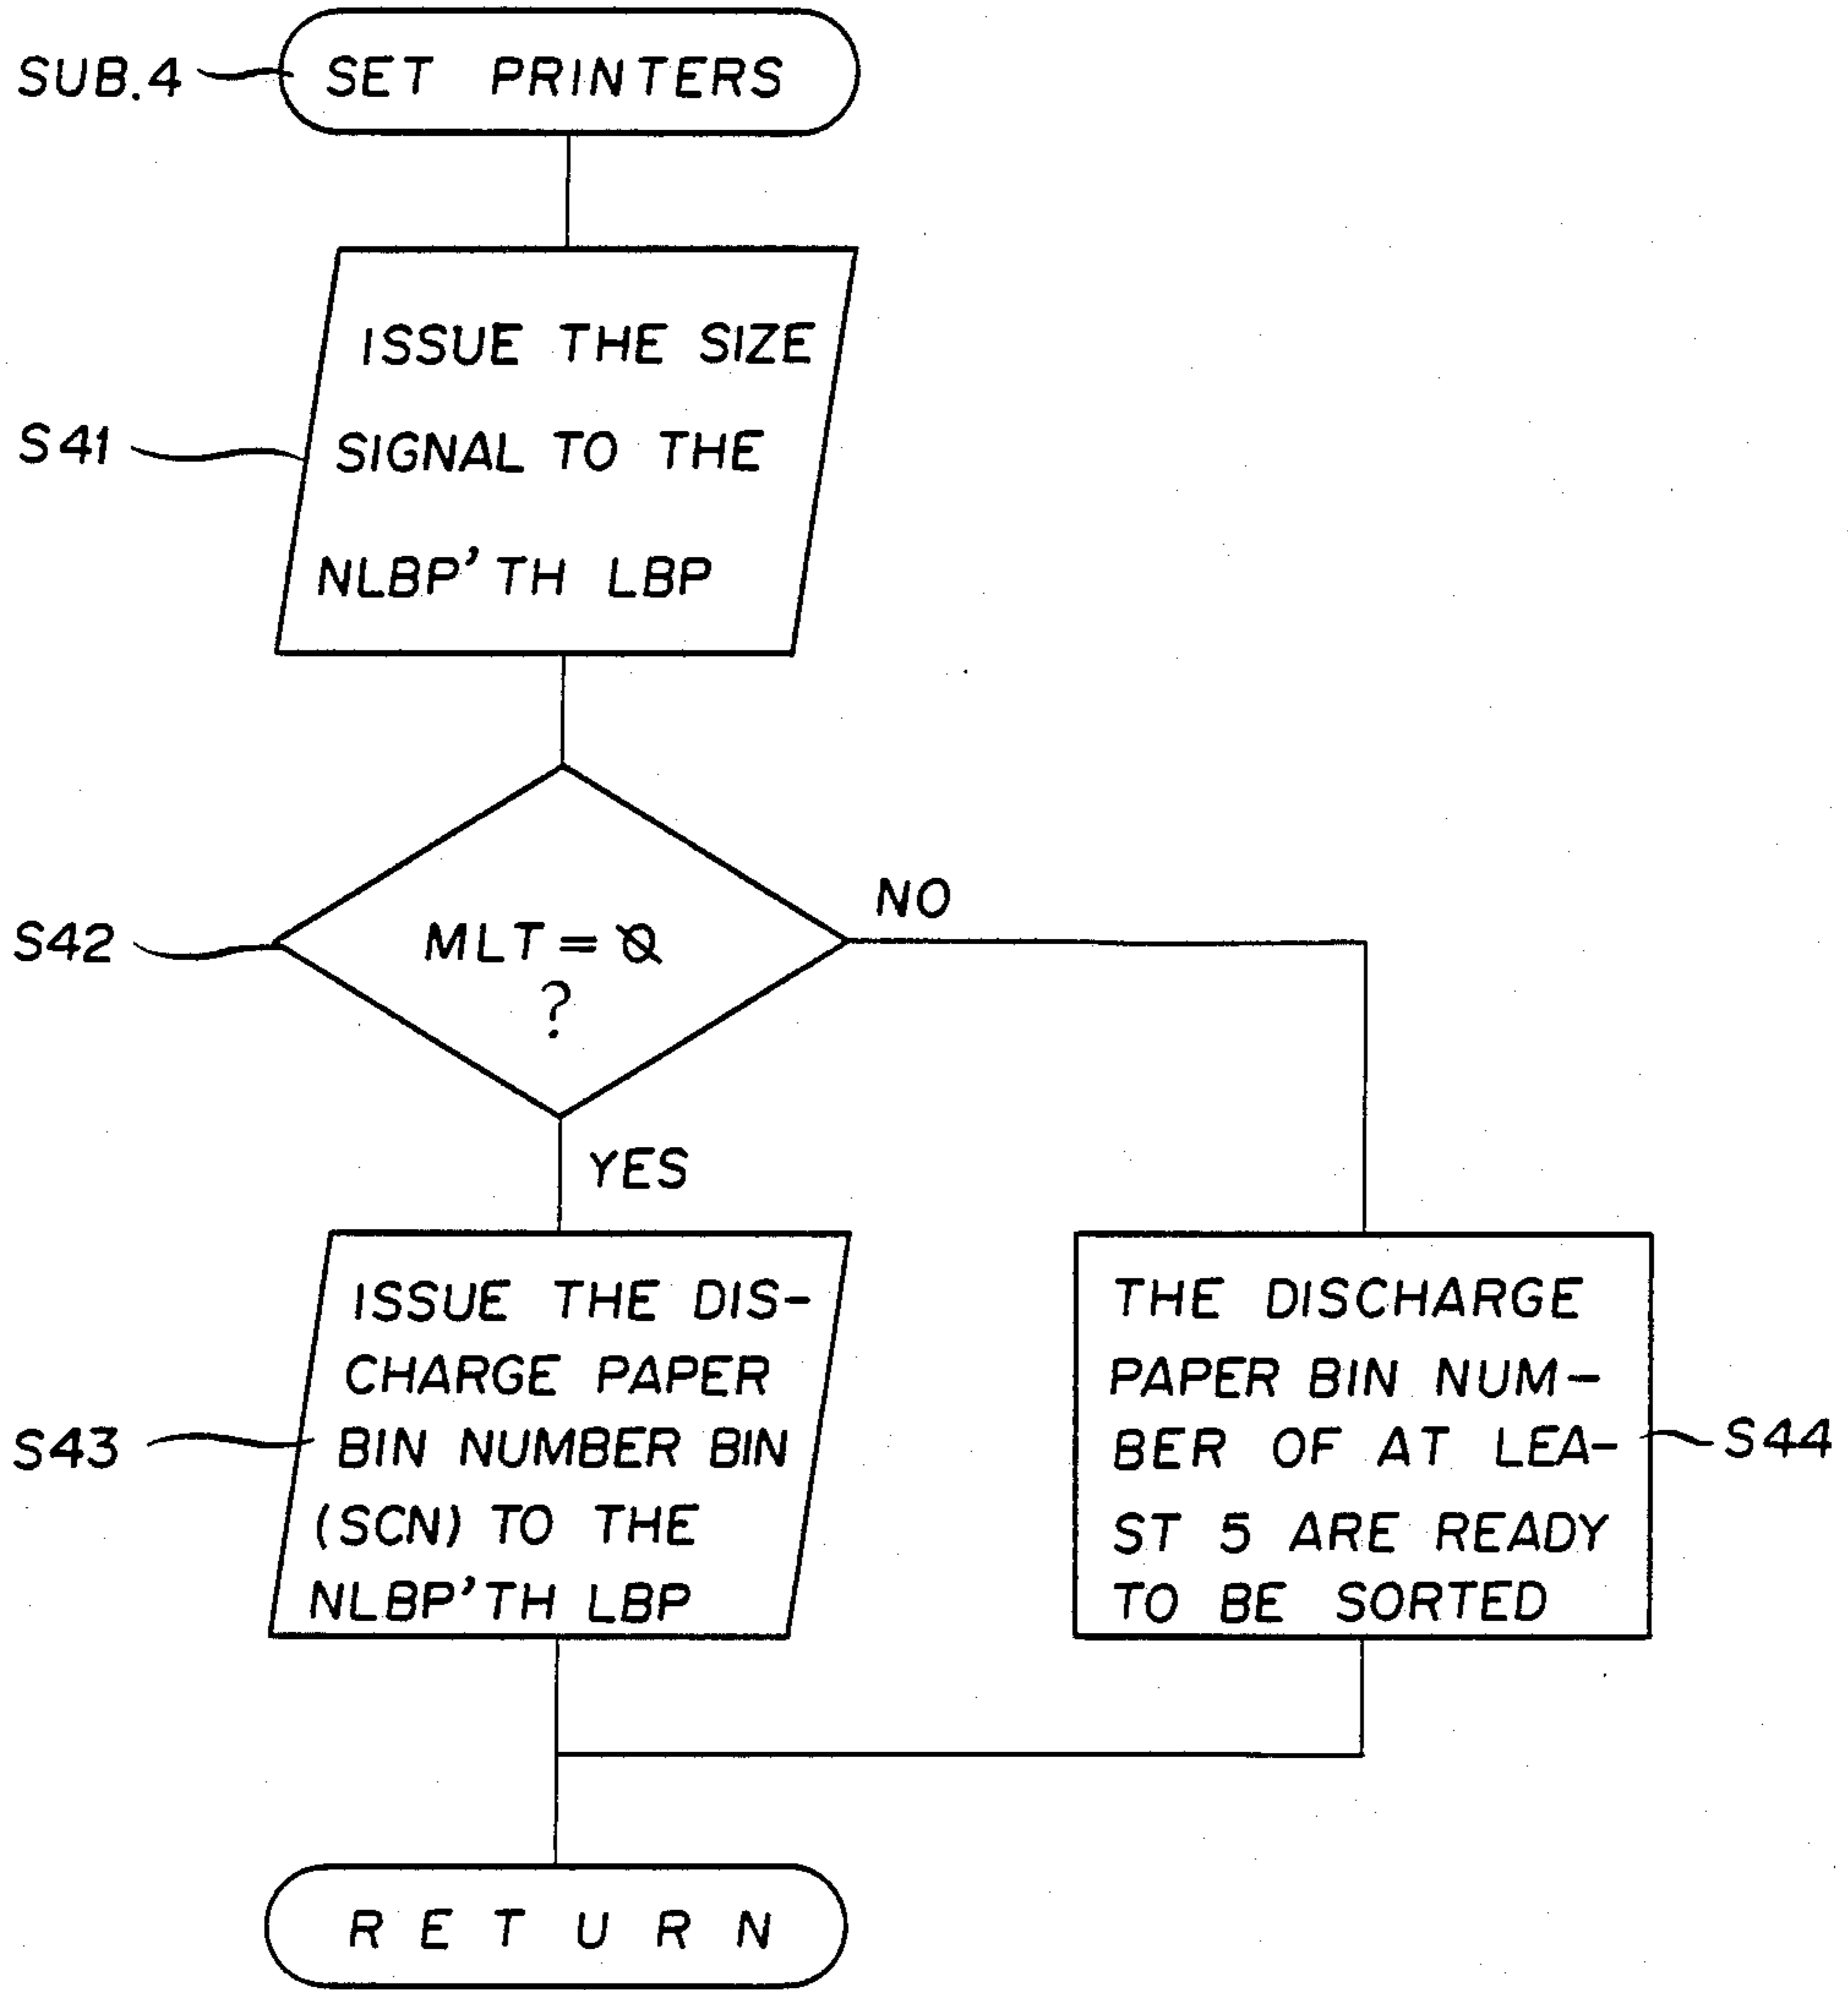 SUB.4
SET PRINTERS
ISSUE THE SIZE
SIGNAL TO THE
NLBP'TH LBP
S41
MLT = 0
?
S42
NO
YES
ISSUE THE DIS-
CHARGE PAPER
BIN NUMBER BIN
(SCN) TO THE
NLBP'TH LBP
S43
THE DISCHARGE
PAPER BIN NUM-
BER OF AT LEA-
ST 5 ARE READY
TO BE SORTED
S44
RETURN